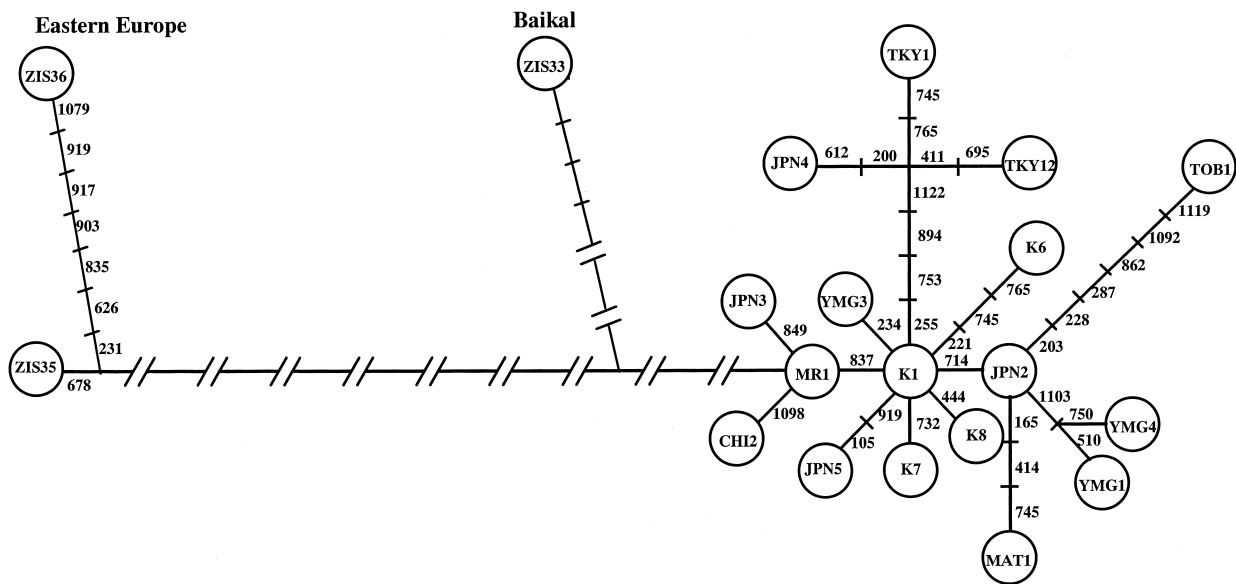 Eastern Europe
Baikal
ZIS36
ZIS33
TKY1
1079
919
917
903
835
626
231
ZIS35
678
745
765
JPN4
612
200
411
695
TKY12
1122
894
753
255
TOB1
1119
1092
862
287
228
203
K6
765
745
221
JPN3
849
YMG3
234
MR1
837
K1
714
JPN2
1098
CHI2
919
105
JPN5
732
K7
444
K8
1103
750
YMG4
510
YMG1
165
414
745
MAT1